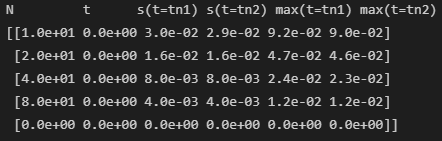 N t s(t=tn1) s(t=tn2) max(t=tn1) max(t=tn2)
[[1.0e+01 0.0e+00 3.0e-02 2.9e-02 9.2e-02 9.0e-02]
[2.0e+01 0.0e+00 1.6e-02 1.6e-02 4.7e-02 4.6e-02]
[4.0e+01 0.0e+00 8.0e-03 8.0e-03 2.4e-02 2.3e-02]
[8.0e+01 0.0e+00 4.0e-03 4.0e-03 1.2e-02 1.2e-02]
[0.0e+00 0.0e+00 0.0e+00 0.0e+00 0.0e+00 0.0e+00]]